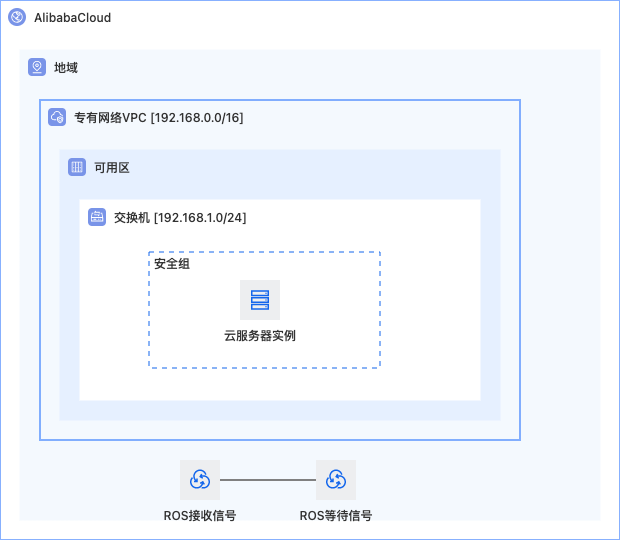 AlibabaCloud
地域
专有网络VPC [192.168.0.0/16]
可用区
交换机 [192.168.1.0/24]
安全组
云服务器实例
ROS接收信号
ROS等待信号